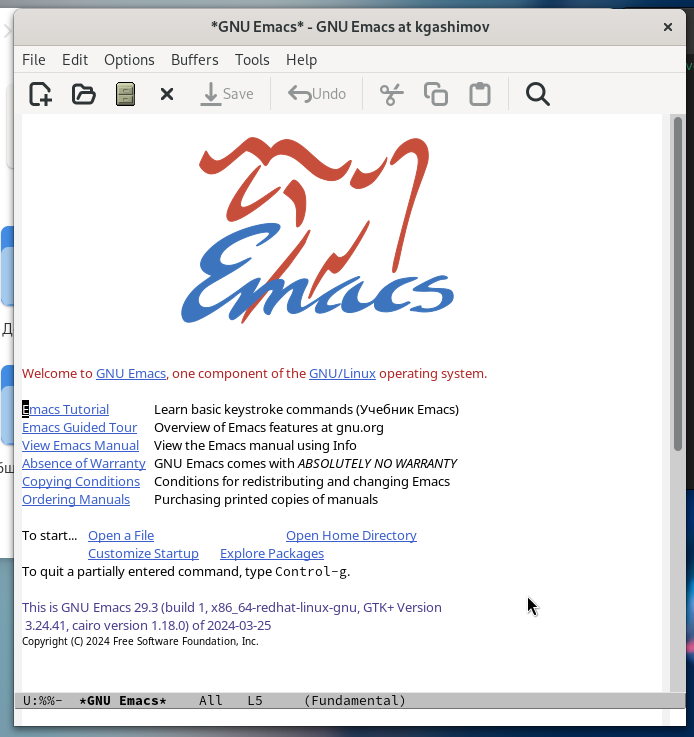 *GNU Emacs* - GNU Emacs at kgashimov
File Edit Options Buffers Tools Help
Save Undo
Emacs
Welcome to GNU Emacs, one component of the GNU/Linux operating system.
Emacs Tutorial Learn basic keystroke commands (Учебник Emacs)
Emacs Guided Tour Overview of Emacs features at gnu.org
View Emacs Manual View the Emacs manual using Info
Absence of Warranty GNU Emacs comes with ABSOLUTELY NO WARRANTY
Copying Conditions Conditions for redistributing and changing Emacs
Ordering Manuals Purchasing printed copies of manuals
To start... Open a File Open Home Directory
Customize Startup Explore Packages
To quit a partially entered command, type Control-g.
This is GNU Emacs 29.3 (build 1, x86_64-redhat-linux-gnu, GTK+ Version
3.24.41, cairo version 1.18.0) of 2024-03-25
Copyright (C) 2024 Free Software Foundation, Inc.
U:%%- *GNU Emacs* All L5 (Fundamental)